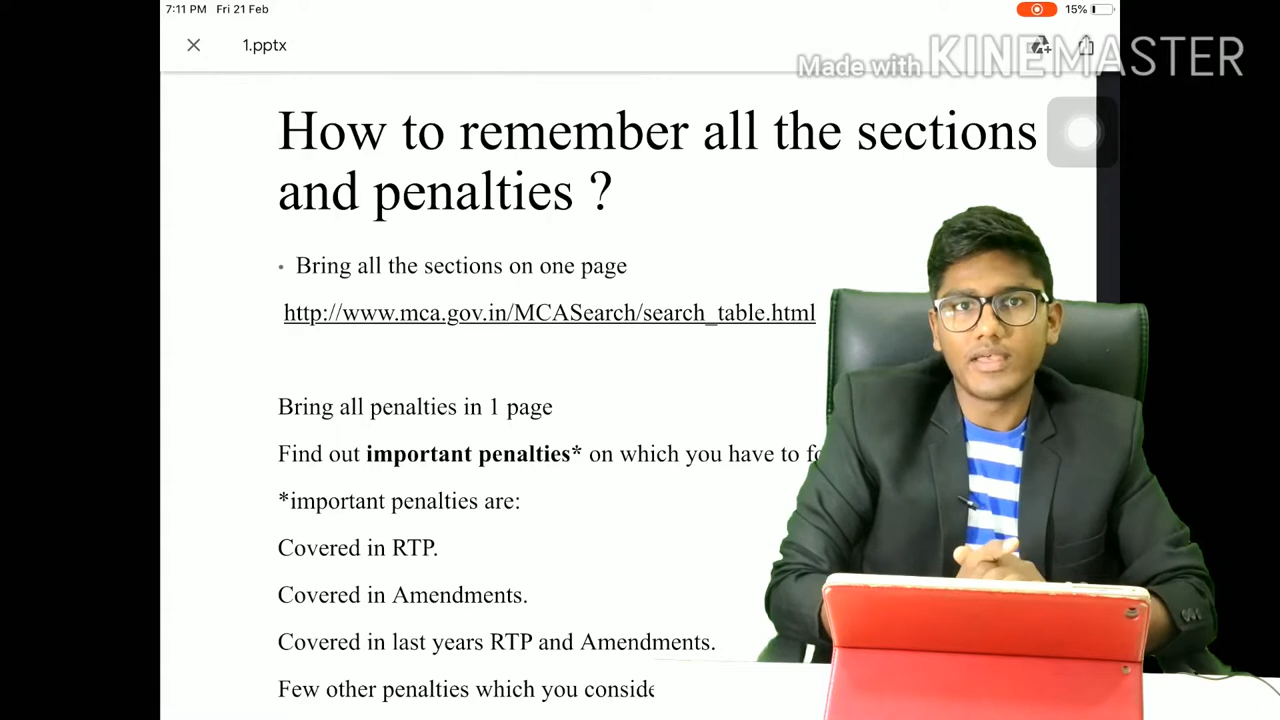 7:11 PM Fri 21 Feb 15%
1.pptx
Made with KINEMASTER
How to remember all the sections
and penalties ?
• Bring all the sections on one page
http://www.mca.gov.in/MCASearch/search_table.html
Bring all penalties in 1 page
Find out important penalties* on which you have to
*important penalties are:
Covered in RTP.
Covered in Amendments.
Covered in last years RTP and Amendments.
Few other penalties which you